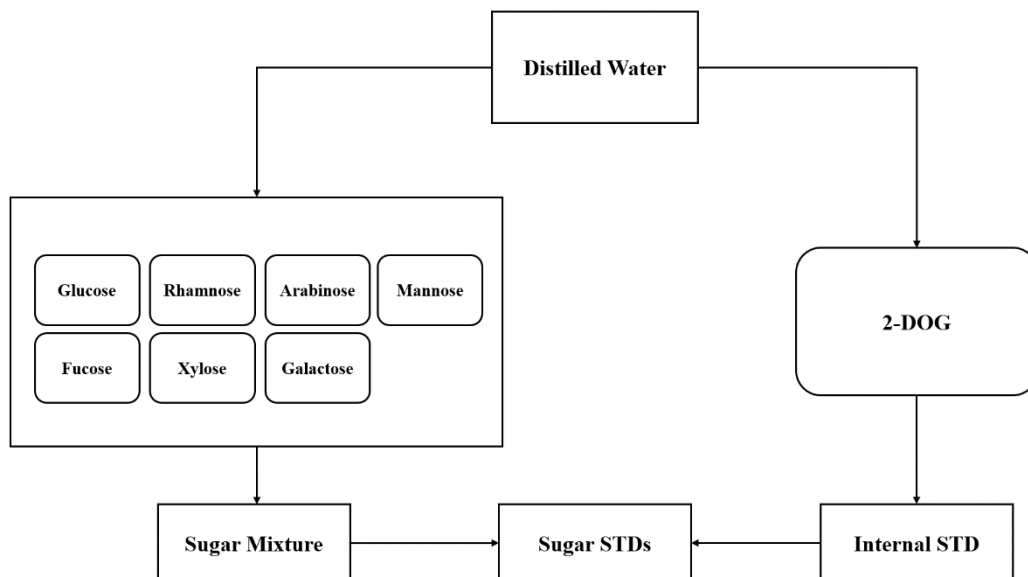 Distilled Water
Glucose
Rhamnose
Arabinose
Mannose
2-DOG
Fucose
Xylose
Galactose
Sugar Mixture
Sugar STDs
Internal STD